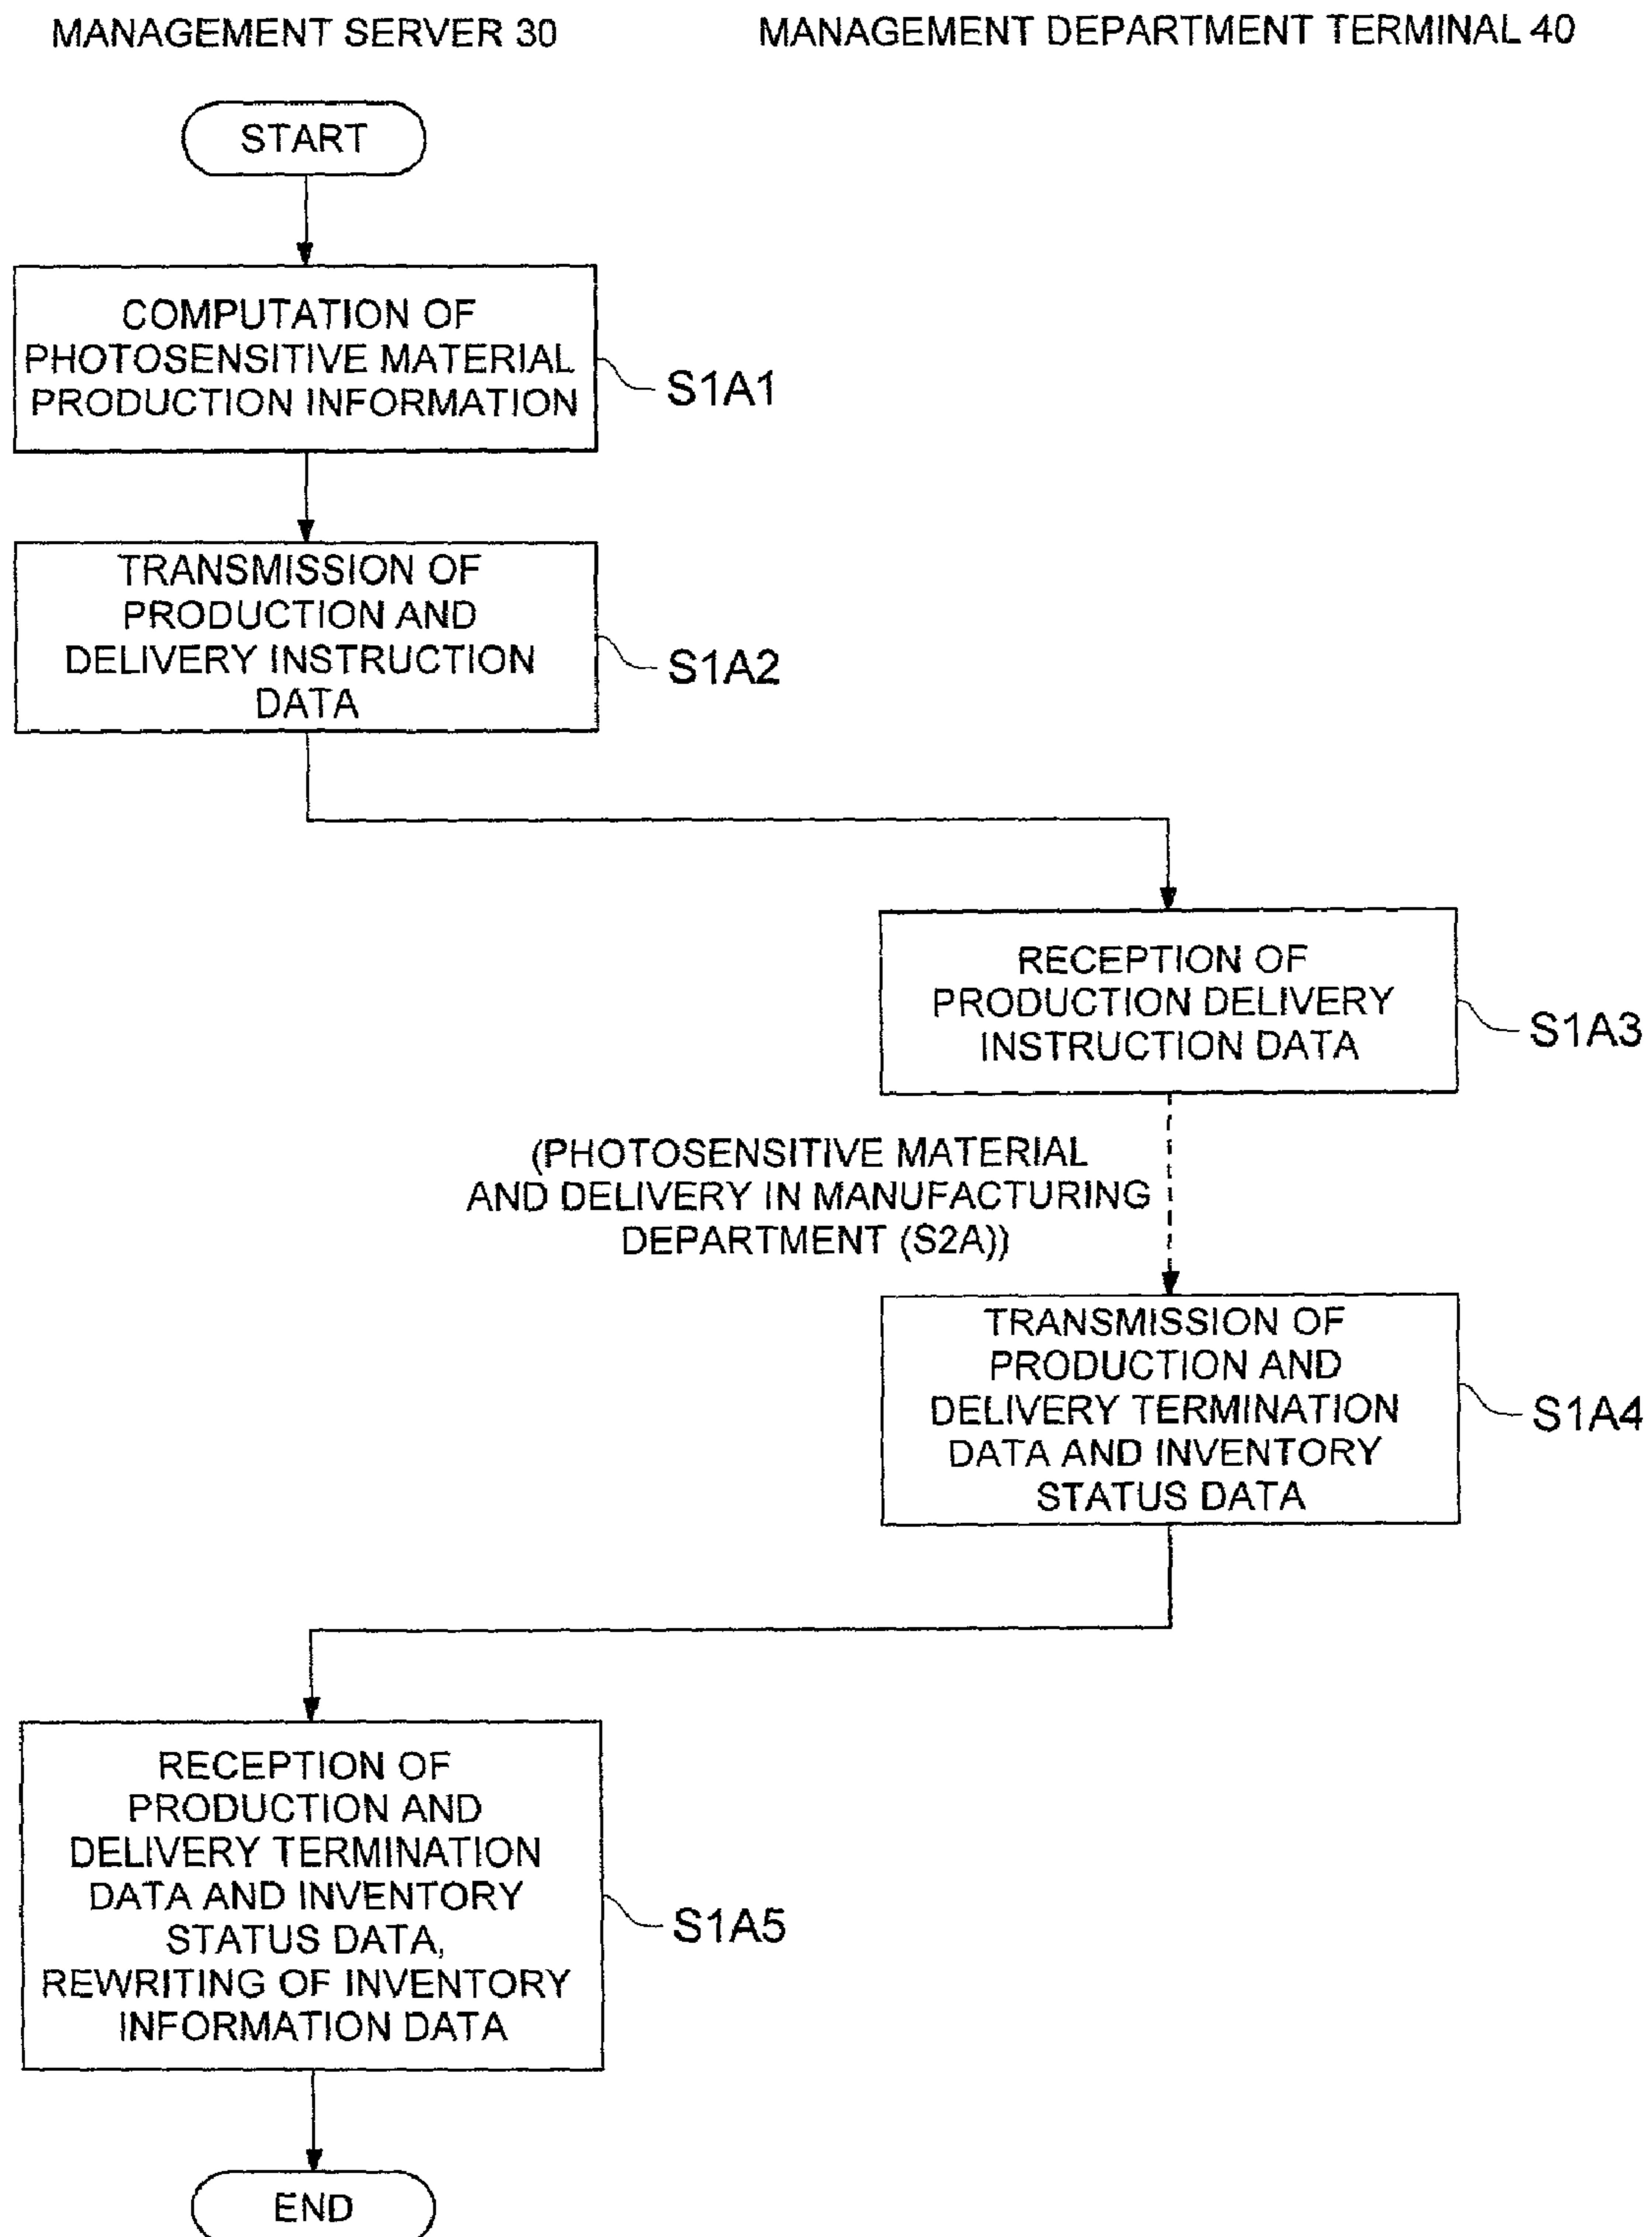 MANAGEMENT SERVER 30
MANAGEMENT DEPARTMENT TERMINAL 40
START
COMPUTATION OF
PHOTOSENSITIVE MATERIAL
PRODUCTION INFORMATION
S1A1
TRANSMISSION OF
PRODUCTION AND
DELIVERY INSTRUCTION
DATA
S1A2
RECEPTION OF
PRODUCTION DELIVERY
INSTRUCTION DATA
S1A3
(PHOTOSENSITIVE MATERIAL
AND DELIVERY IN MANUFACTURING
DEPARTMENT (S2A))
TRANSMISSION OF
PRODUCTION AND
DELIVERY TERMINATION
DATA AND INVENTORY
STATUS DATA
S1A4
RECEPTION OF
PRODUCTION AND
DELIVERY TERMINATION
DATA AND INVENTORY
STATUS DATA,
REWRITING OF INVENTORY
INFORMATION DATA
S1A5
END